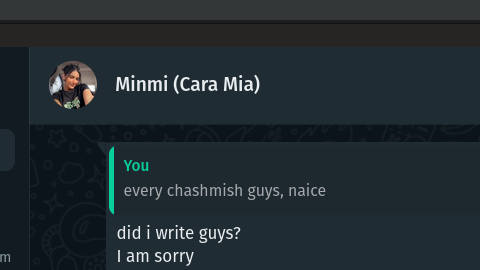 Minmi (Cara Mia)
You
every chashmish guys, naice
did i write guys?
I am sorry
m